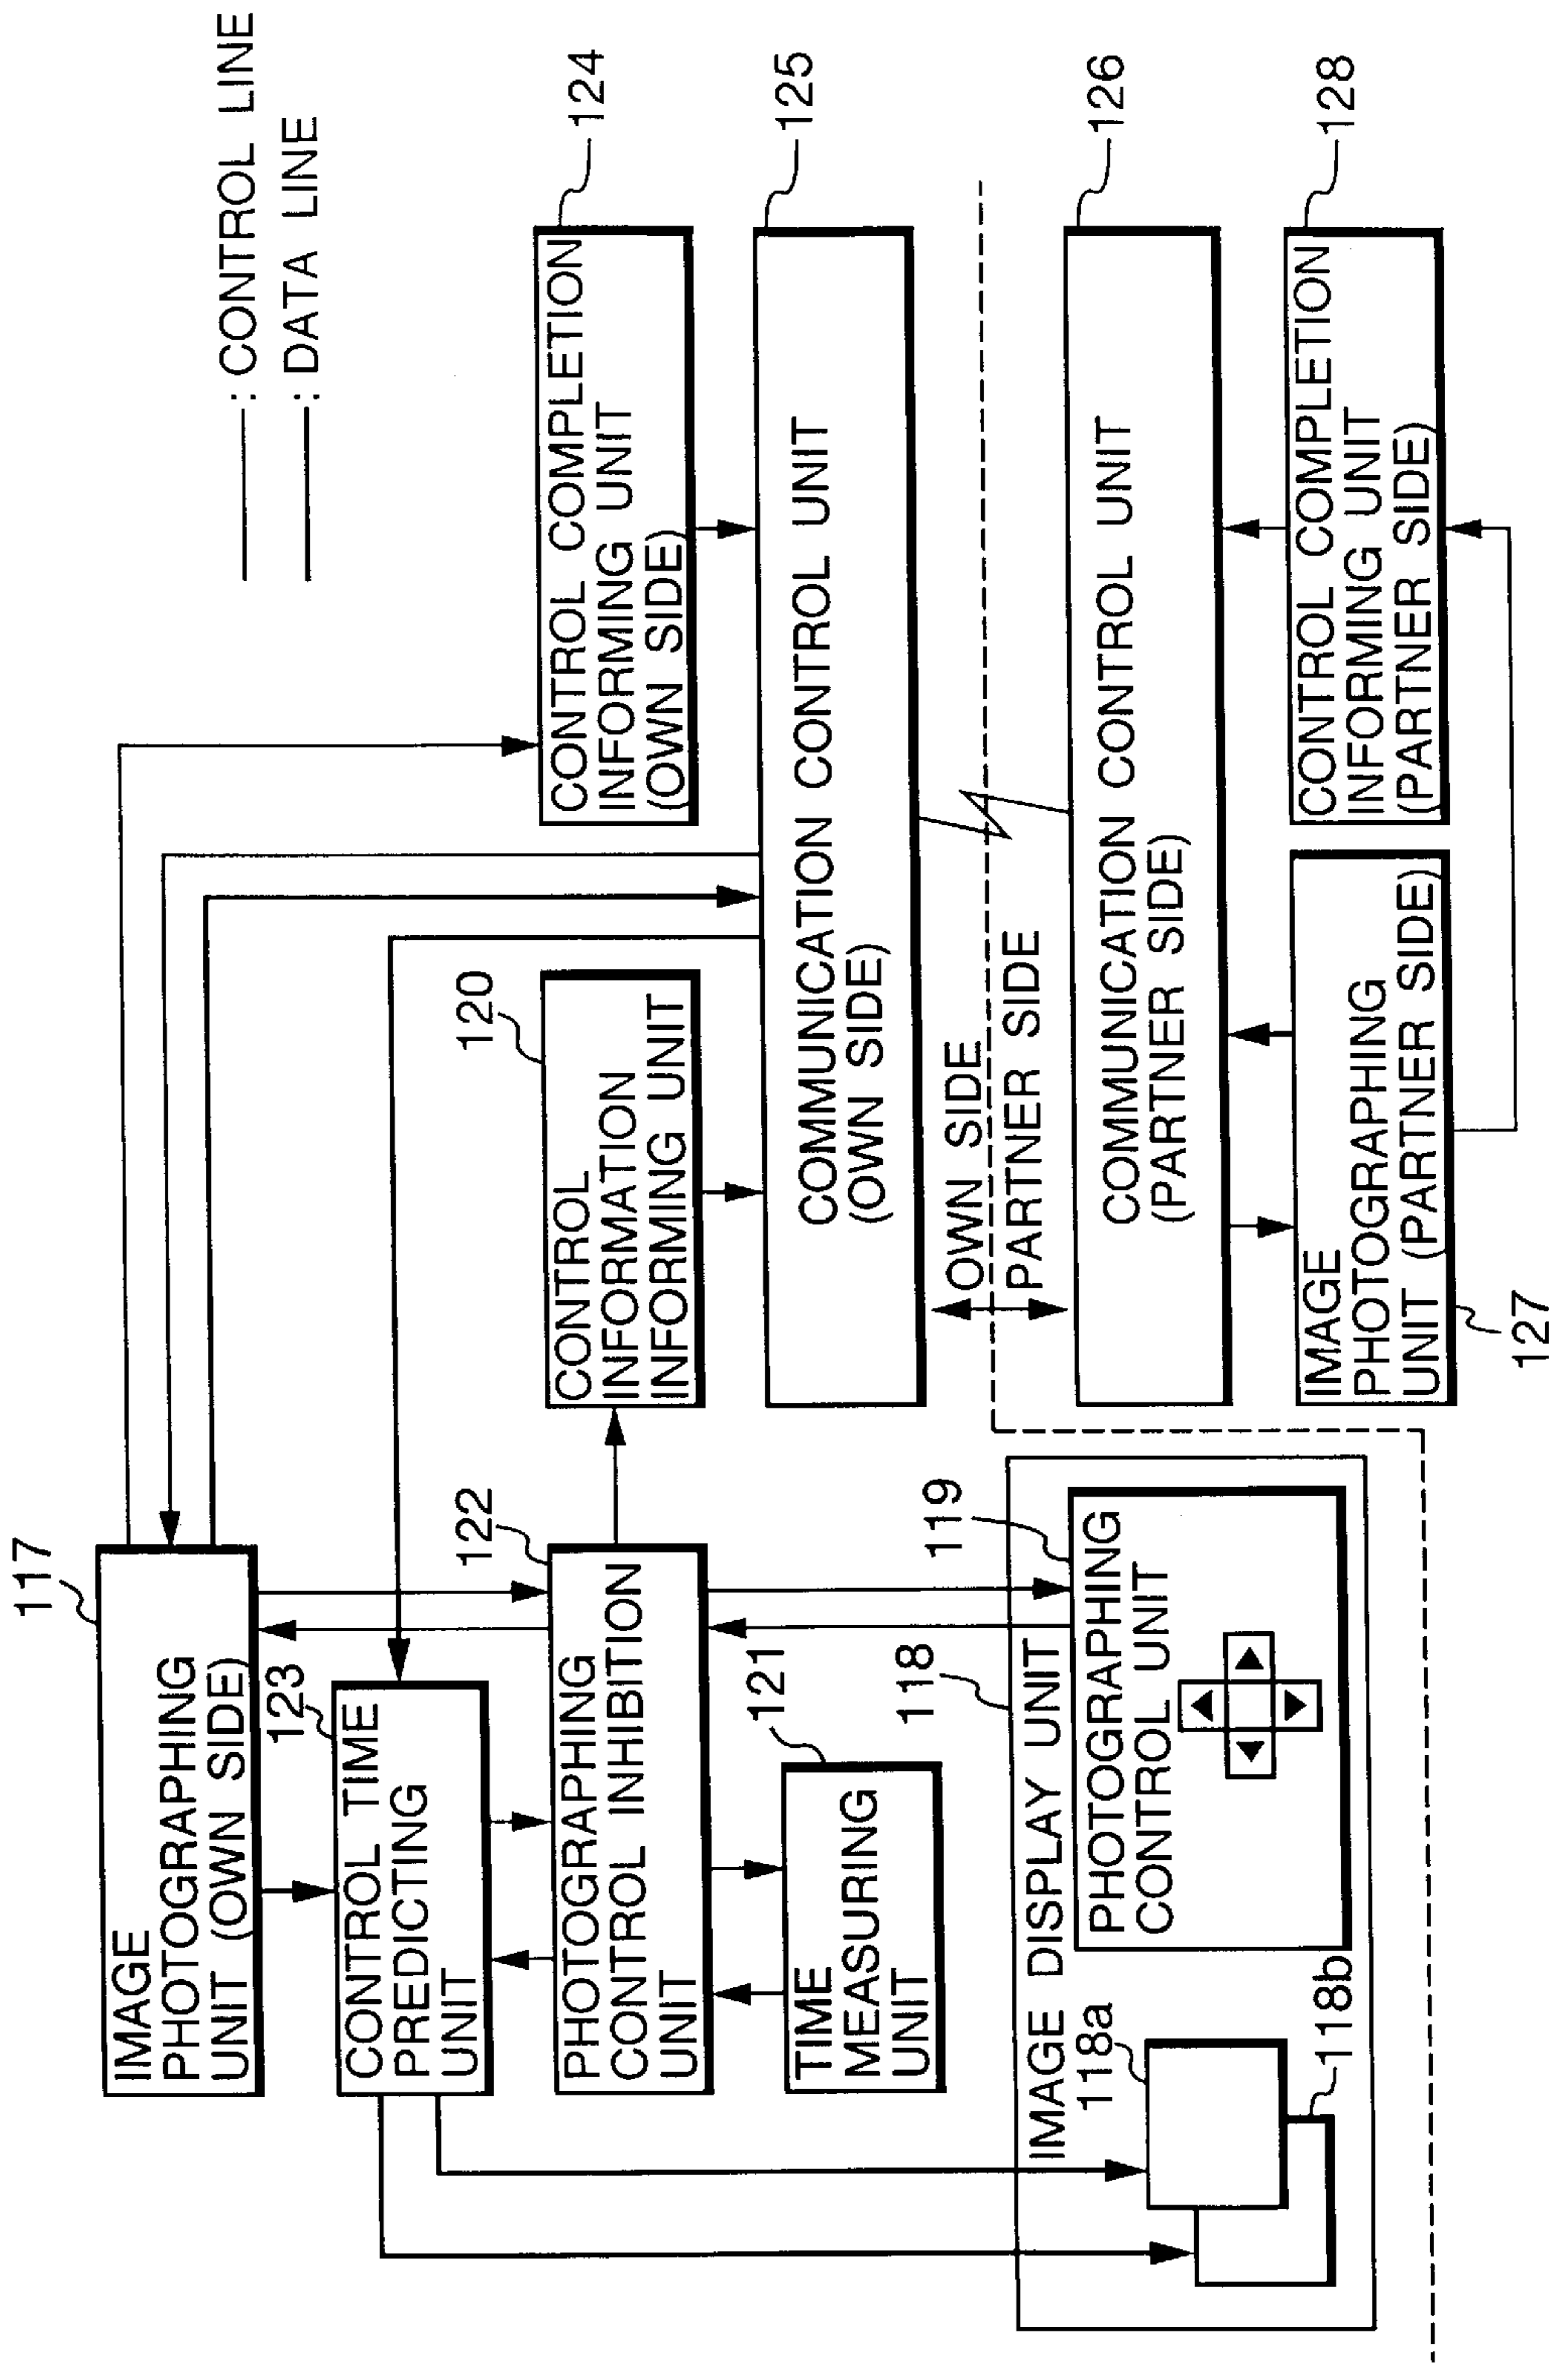 —: CONTROL LINE
—: DATA LINE
117
IMAGE
PHOTOGRAPHING
UNIT (OWN SIDE)
123
CONTROL TIME
PREDICTING
UNIT
122
PHOTOGRAPHING
CONTROL INHIBITION
UNIT
121
TIME
MEASURING
UNIT
120
CONTROL
INFORMATION
INFORMING UNIT
124
CONTROL COMPLETION
INFORMING UNIT
(OWN SIDE)
125
COMMUNICATION CONTROL UNIT
(OWN SIDE)
OWN SIDE
PARTNER SIDE
126
COMMUNICATION CONTROL UNIT
(PARTNER SIDE)
118
IMAGE DISPLAY UNIT
118a
118b
119
PHOTOGRAPHING
CONTROL UNIT
127
IMAGE
PHOTOGRAPHING
UNIT (PARTNER SIDE)
128
CONTROL COMPLETION
INFORMING UNIT
(PARTNER SIDE)